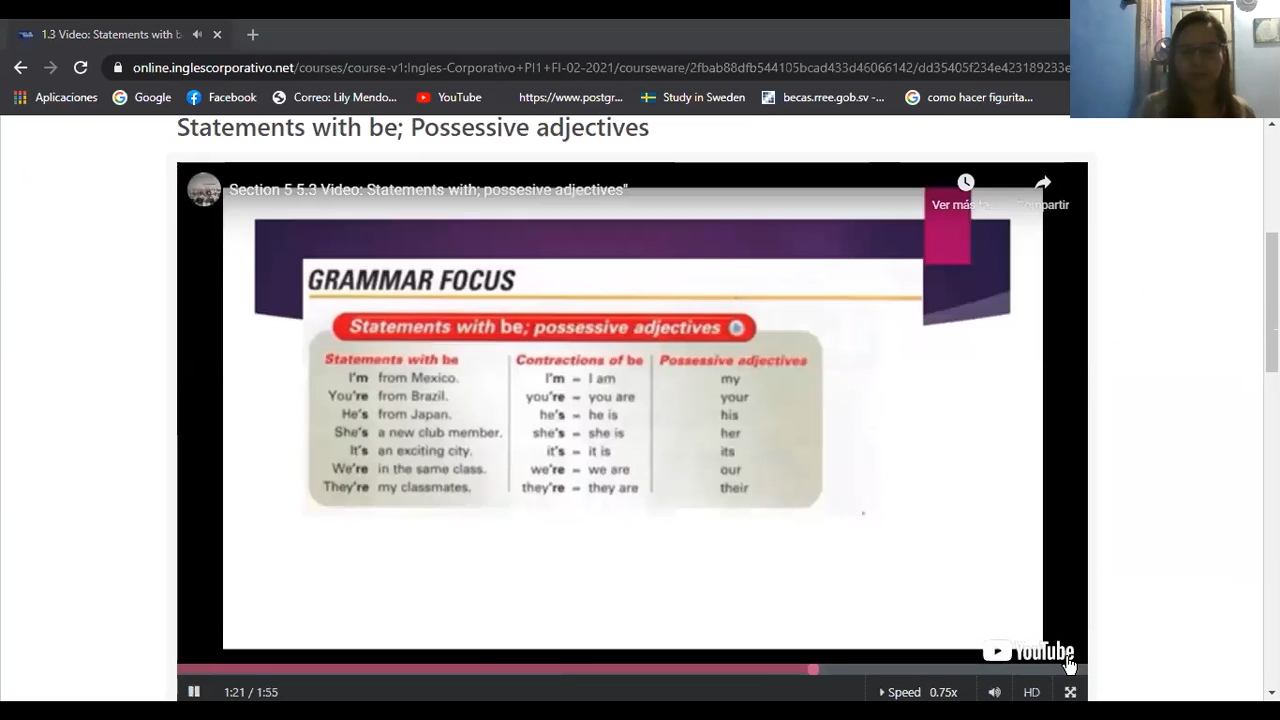 1.3 Video: Statements with b
online.inglescorporativo.net/courses/course-v1:Ingles-Corporativo+PI1+FI-02-2021/courseware/2fbab88dfb544105bcad433d46066142/dd35405f234e423189233e
Aplicaciones Google Facebook Correo: Lily Mendo... YouTube https://www.postgr... Study in Sweden becas.ree.gob.sv -... como hacer figurita...
Statements with be; Possessive adjectives
Section 5 5.3 Video: Statements with; possesive adjectives"
Ver más ta... Compartir
GRAMMAR FOCUS
Statements with be; possessive adjectives
Statements with be Contractions of be Possessive adjectives
I'm from Mexico. I'm = I am my
You're from Brazil. you're = you are your
He's from Japan. he's = he is his
She's a new club member. she's = she is her
It's an exciting city. it's = it is its
We're in the same class. we're = we are our
They're my classmates. they're = they are their
YouTube
1:21 / 1:55 Speed 0.75x HD